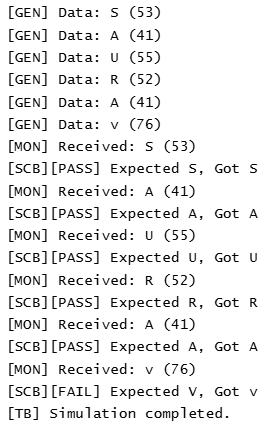 [GEN] Data: S (53)
[GEN] Data: A (41)
[GEN] Data: U (55)
[GEN] Data: R (52)
[GEN] Data: A (41)
[GEN] Data: v (76)
[MON] Received: S (53)
[SCB][PASS] Expected S, Got S
[MON] Received: A (41)
[SCB][PASS] Expected A, Got A
[MON] Received: U (55)
[SCB][PASS] Expected U, Got U
[MON] Received: R (52)
[SCB][PASS] Expected R, Got R
[MON] Received: A (41)
[SCB][PASS] Expected A, Got A
[MON] Received: v (76)
[SCB][FAIL] Expected V, Got v
[TB] Simulation completed.